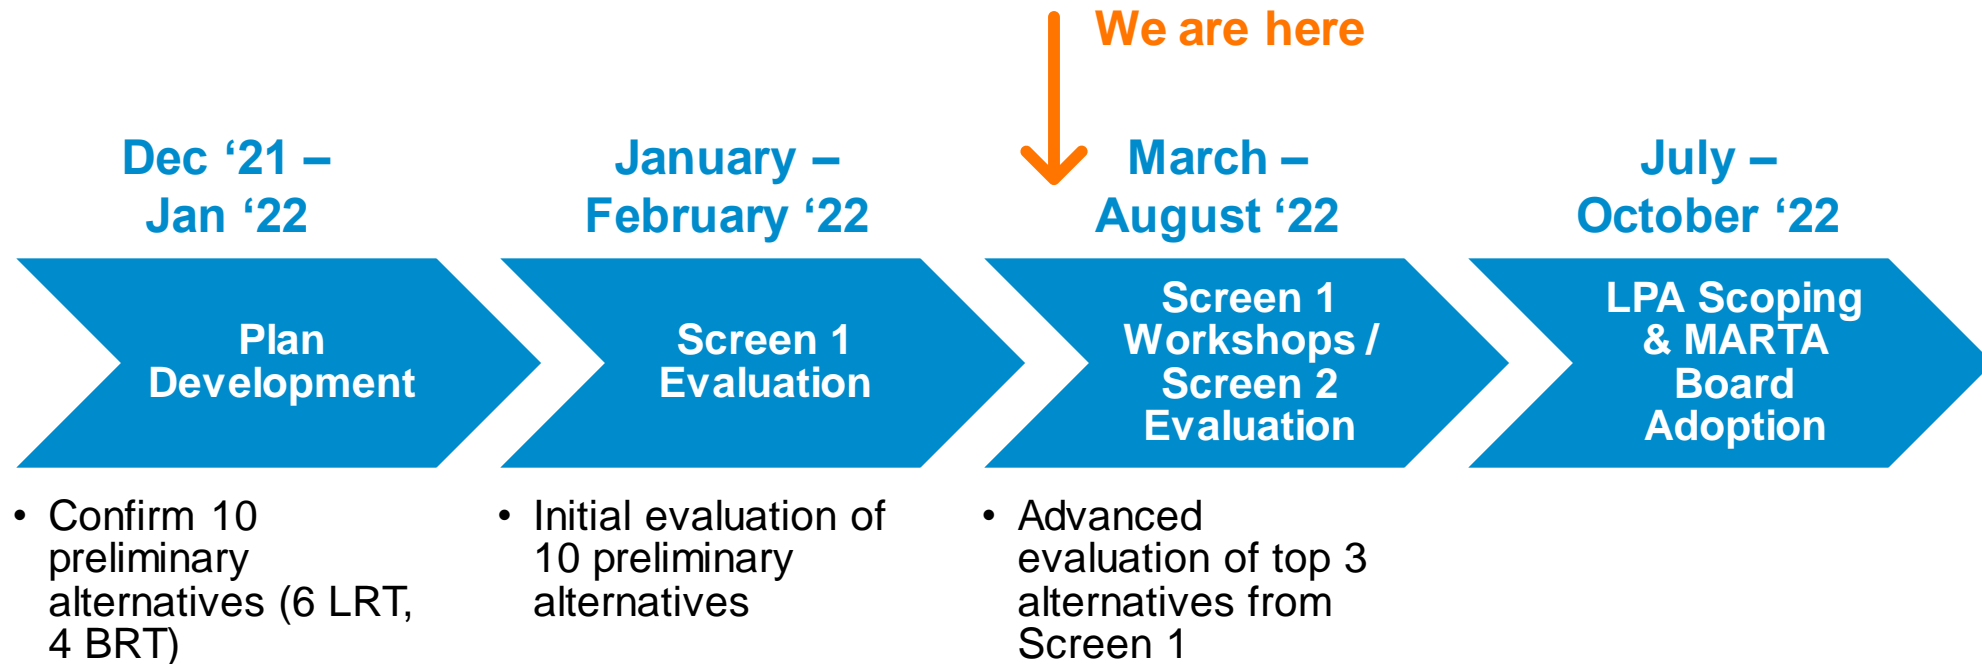 We are here
Dec ‘21 –
Jan ‘22
January –
February ‘22
March –
August ‘22
July –
October ‘22
Plan
Development
Screen 1
Evaluation
Screen 1
Workshops /
Screen 2
Evaluation
LPA Scoping
& MARTA
Board
Adoption
• Confirm 10
preliminary
alternatives (6 LRT,
4 BRT)
• Initial evaluation of
10 preliminary
alternatives
• Advanced
evaluation of top 3
alternatives from
Screen 1